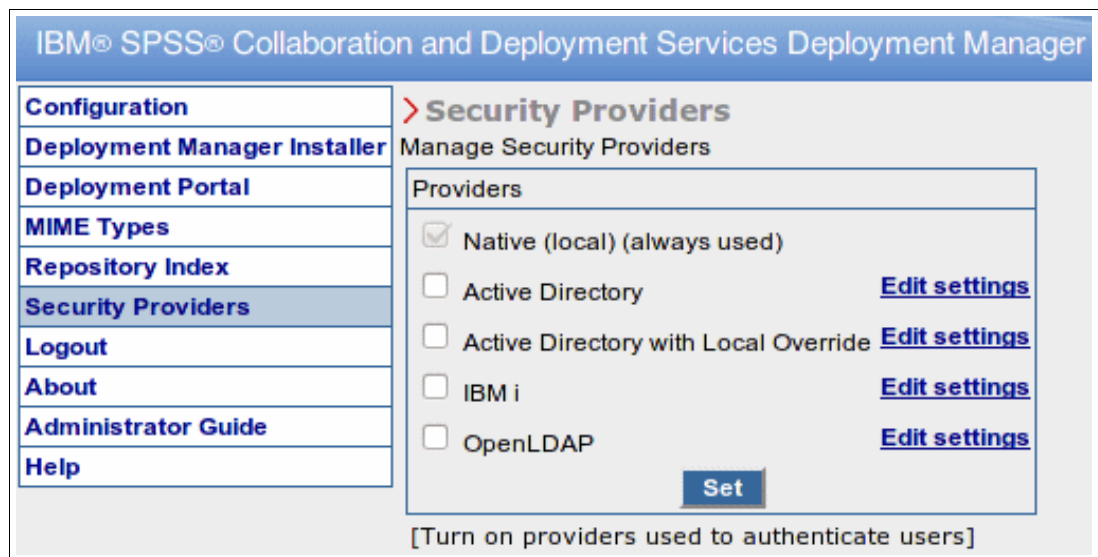 IBM® SPSS® Collaboration and Deployment Services Deployment Manager
Configuration
Deployment Manager Installer
Deployment Portal
MIME Types
Repository Index
Security Providers
Logout
About
Administrator Guide
Help
Security Providers
Manage Security Providers
Providers
Native (local) (always used)
Active Directory Edit settings
Active Directory with Local Override Edit settings
IBM i Edit settings
OpenLDAP Edit settings
Set
[Turn on providers used to authenticate users]